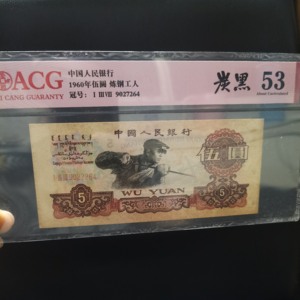 ACG
CANG GUARANTY
中国人民银行
1960年伍圆 炼钢工人
冠号: I III VII 9027264
炭黑 53
中国人民银行
伍圆
5 WU YUAN 5